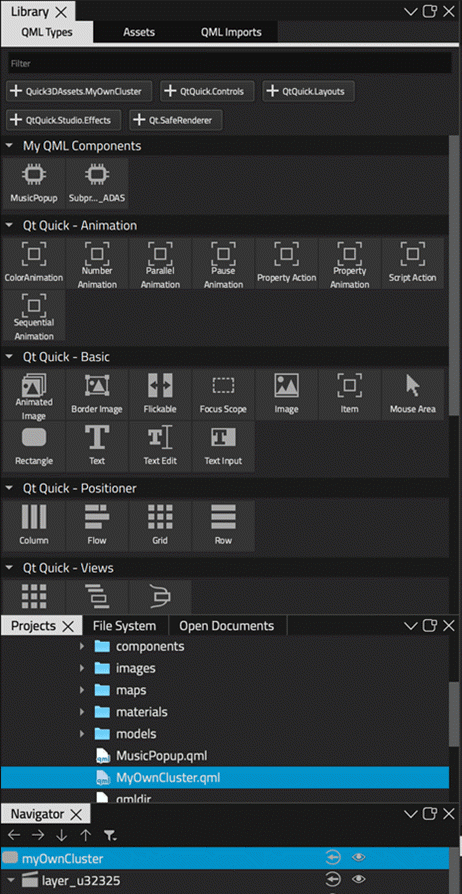 Library
QML Types Assets QML Imports
Filter
Quick3DAssets.MyOwnCluster QtQuick.Controls QtQuick.Layouts
QtQuick.Studio.Effects Qt.SafeRenderer
My QML Components
MusicPopup Subpr..._ADAS
Qt Quick - Animation
ColorAnimation Number Animation Parallel Animation Pause Animation Property Action Property Animation Script Action
Sequential Animation
Qt Quick - Basic
Animated Image Border Image Flickable Focus Scope Image Item Mouse Area
Rectangle Text Text Edit Text Input
Qt Quick - Positioner
Column Flow Grid Row
Qt Quick - Views
Projects File System Open Documents
components
images
maps
materials
models
MusicPopup.qml
MyOwnCluster.qml
qmldir
Navigator
myOwnCluster
layer_u32325